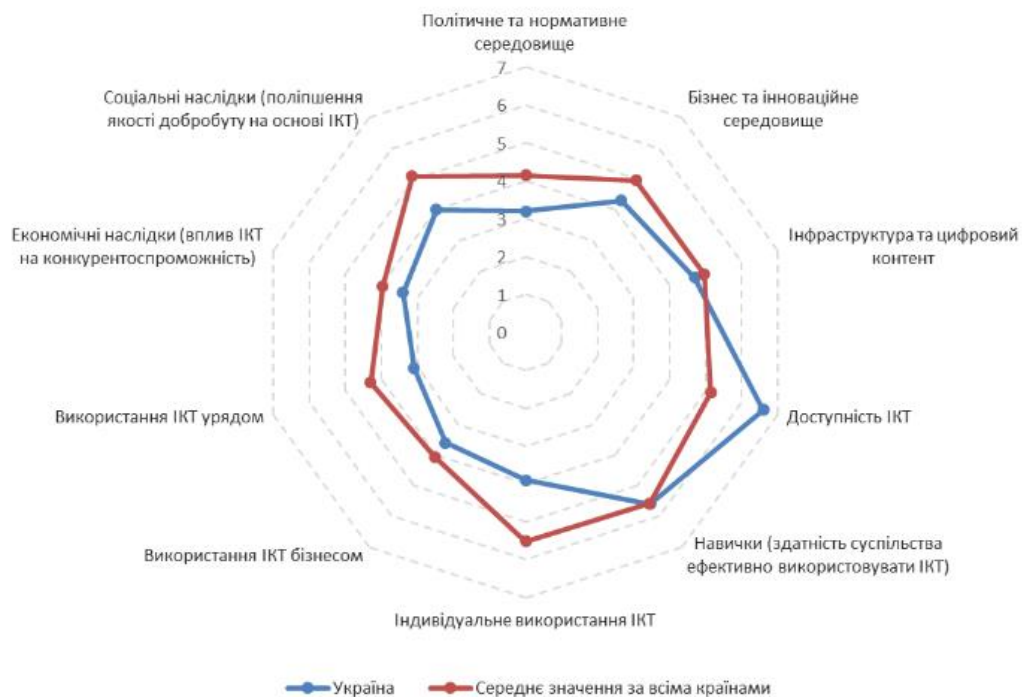 Політичне та нормативне
середовище
7
6
5
4
3
2
1
0
Бізнес та інноваційне
середовище
Інфраструктура та цифровий
контент
Доступність ІКТ
Навички (здатність суспільства
ефективно використовувати ІКТ)
Індивідуальне використання ІКТ
Використання ІКТ бізнесом
Використання ІКТ урядом
Економічні наслідки (вплив ІКТ
на конкурентоспроможність)
Соціальні наслідки (поліпшення
якості добробуту на основі ІКТ)
Україна
Середнє значення за всіма країнами